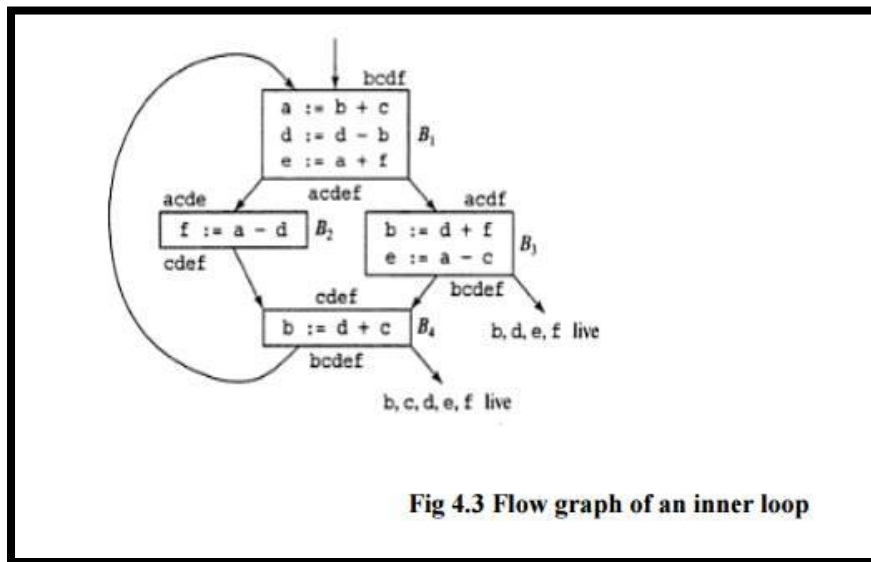 bcdf
a := b + c
d := d - b
e := a + f
B1
acdef
acde
f := a - d
B2
cdef
acdf
b := d + f
e := a - c
B3
bcdef
b, d, e, f live
cdef
b := d + c
B4
bcdef
b, c, d, e, f live
Fig 4.3 Flow graph of an inner loop